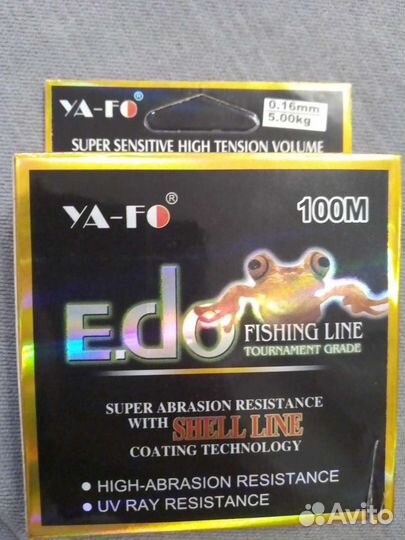 YA-FO®
0.16mm
5.00kg
SUPER SENSITIVE HIGH TENSION VOLUME
YA-FO®
100M
E.do
FISHING LINE
TOURNAMENT GRADE
SUPER ABRASION RESISTANCE
WITH SHELL LINE
COATING TECHNOLOGY
HIGH-ABRASION RESISTANCE
UV RAY RESISTANCE
Avito